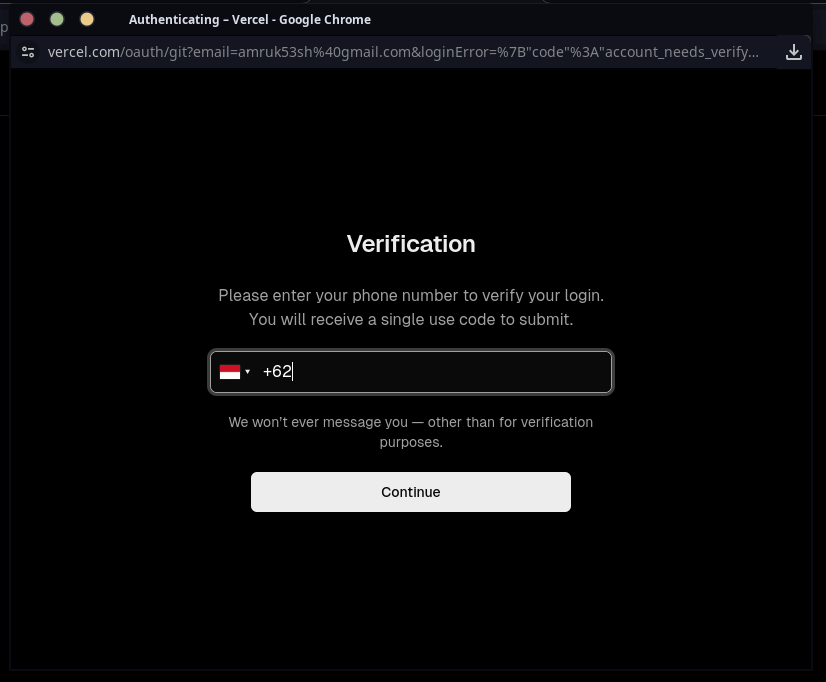 Authenticating – Vercel - Google Chrome
vercel.com/oauth/git?email=amruk53sh%40gmail.com&loginError=%7B"code"%3A"account_needs_verify...
Verification
Please enter your phone number to verify your login.
You will receive a single use code to submit.
+62
We won't ever message you — other than for verification
purposes.
Continue